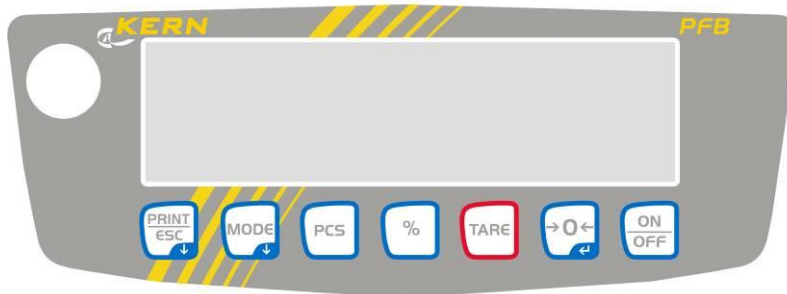 KERN PFB
PRINT ESC MODE PCS % TARE →0← ON OFF